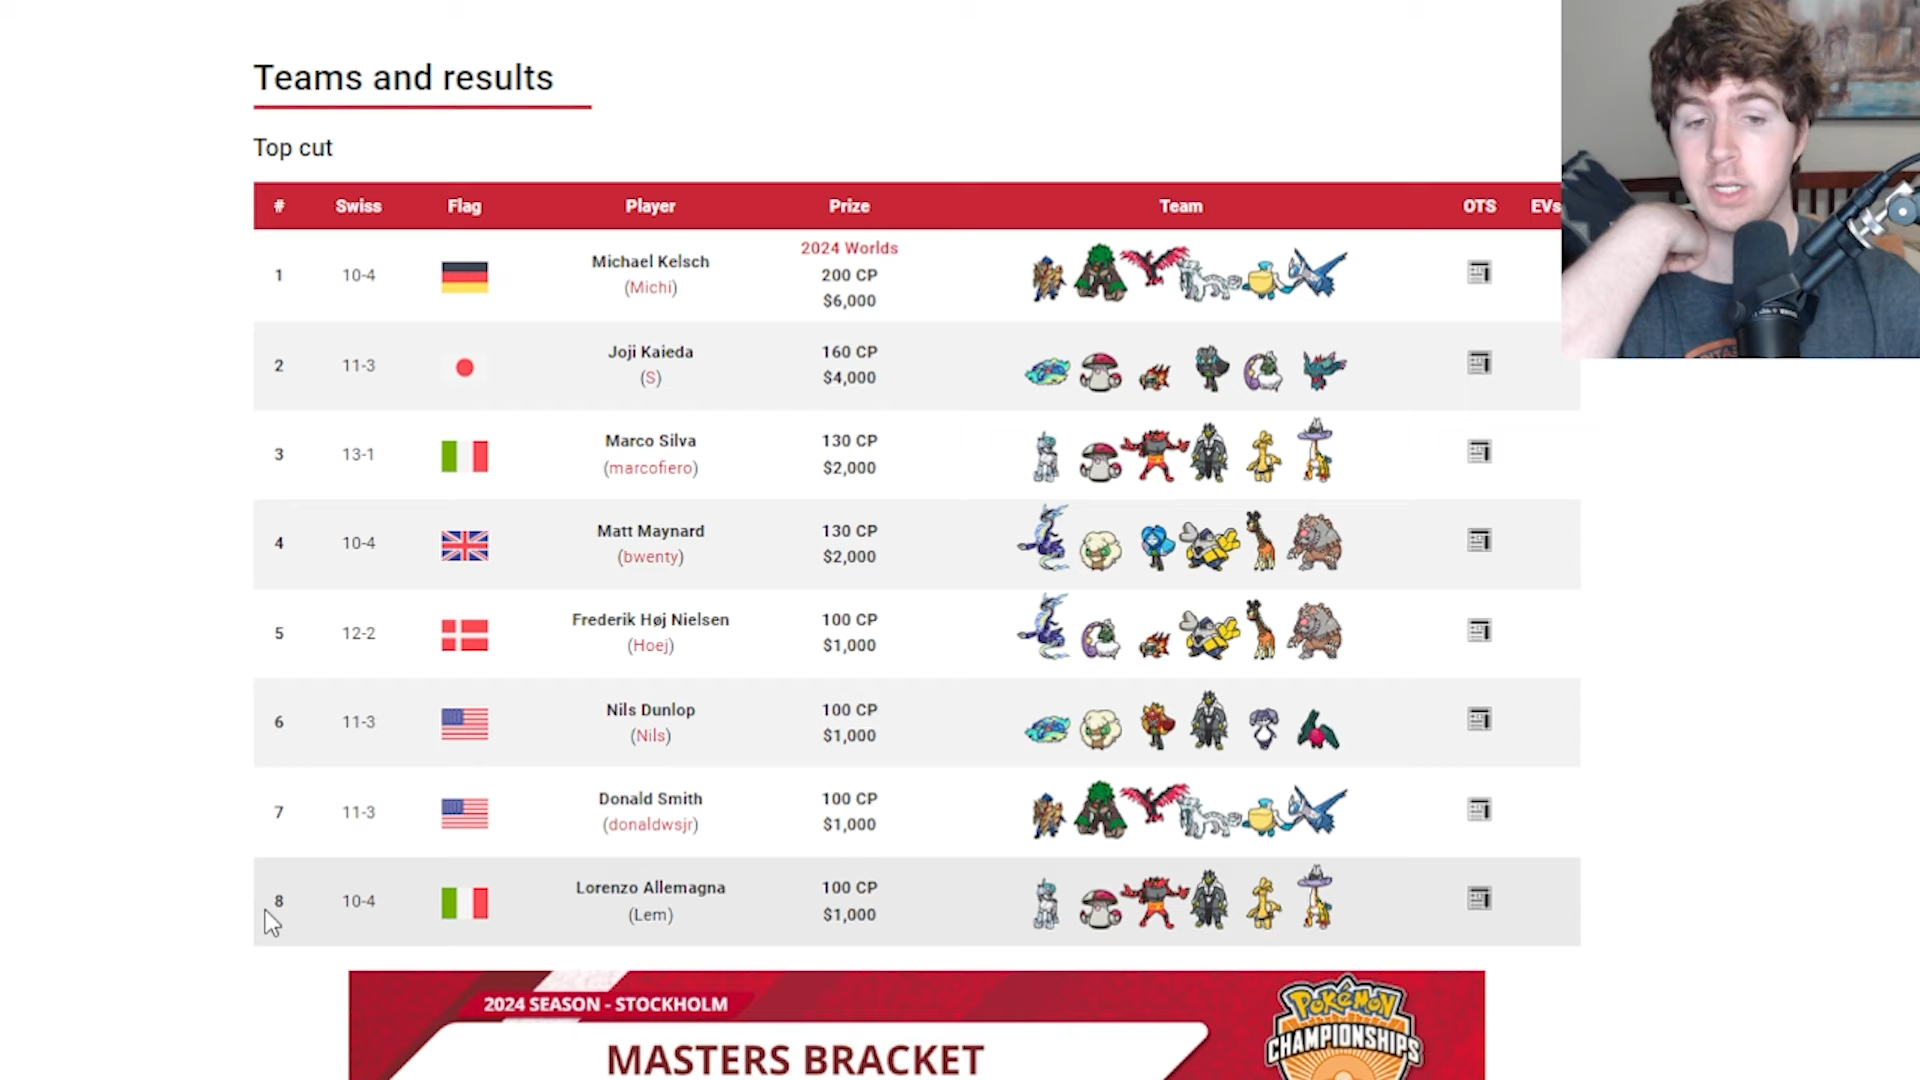 Teams and results
Top cut
# Swiss Flag Player Prize Team OTS EVs
1 10-4 Michael Kelsch (Michi) 2024 Worlds 200 CP $6,000
2 11-3 Joji Kaieda (S) 160 CP $4,000
3 13-1 Marco Silva (marcofiero) 130 CP $2,000
4 10-4 Matt Maynard (bwenty) 130 CP $2,000
5 12-2 Frederik Høj Nielsen (Hoej) 100 CP $1,000
6 11-3 Nils Dunlop (Nils) 100 CP $1,000
7 11-3 Donald Smith (donaldwsjr) 100 CP $1,000
8 10-4 Lorenzo Allemagna (Lem) 100 CP $1,000
2024 SEASON - STOCKHOLM
MASTERS BRACKET
POKéMON
CHAMPIONSHIPS